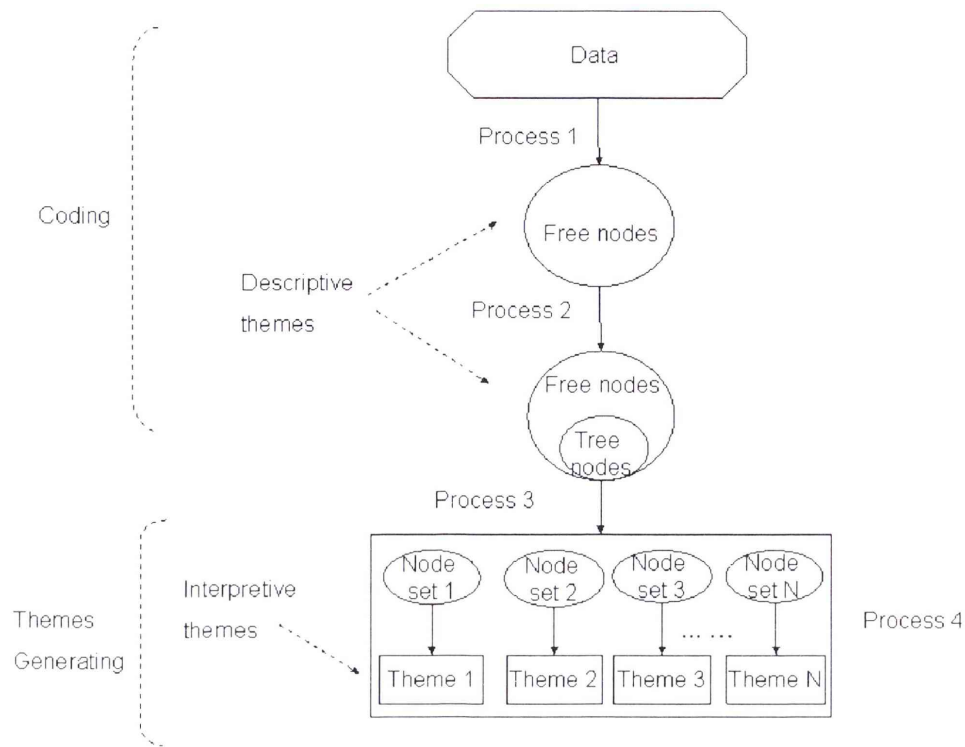 Data
Process 1
Coding
Free nodes
Descriptive
themes
Process 2
Free nodes
Tree
nodes
Process 3
Node
set 1
Node
set 2
Node
set 3
Node
set N
Interpretive
themes
Themes
Generating
Process 4
... ...
Theme 1
Theme 2
Theme 3
Theme N